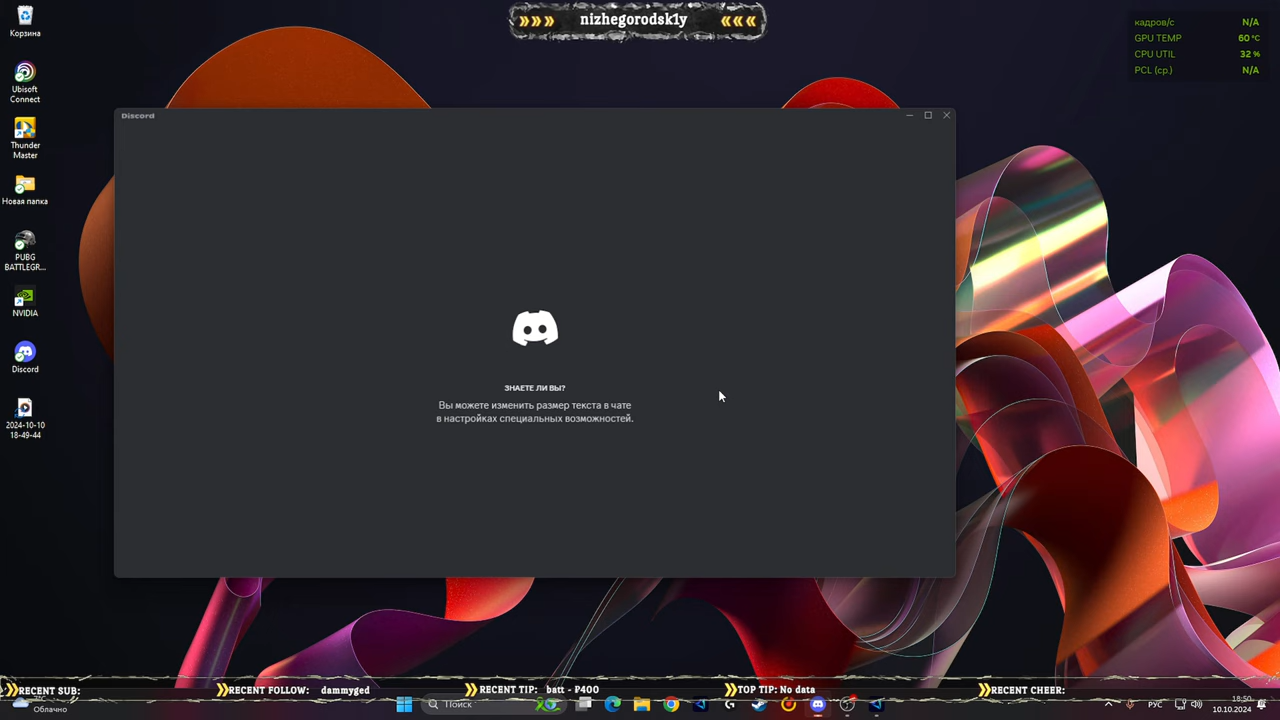 nizhegorodsk1y
кадров/с N/A
GPU TEMP 60 °C
CPU UTIL 32 %
PCL (ср.) N/A
Корзина
Ubisoft
Connect
Thunder
Master
Новая папка
PUBG
BATTLEGR...
NVIDIA
Discord
2024-10-10
18-49-44
Discord
ЗНАЕТЕ ЛИ ВЫ?
Вы можете изменить размер текста в чате
в настройках специальных возможностей.
RECENT SUB:
RECENT FOLLOW: dammyged
RECENT TIP: batt - ₽400
TOP TIP: No data
RECENT CHEER:
Облачно
Поиск
РУС
18:50
10.10.2024